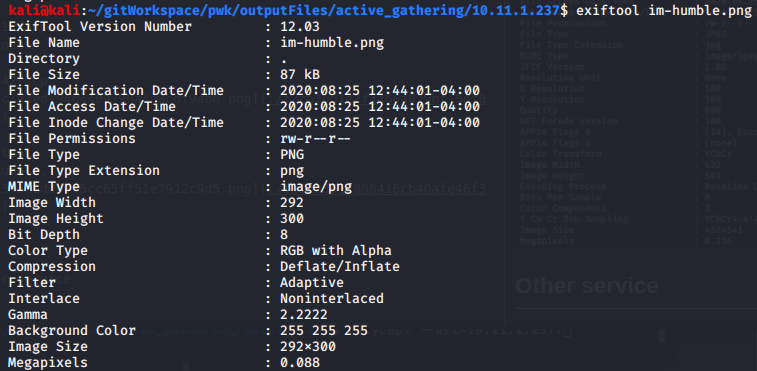 kali@kali:~/gitWorkspace/pwk/outputFiles/active_gathering/10.11.1.237$ exiftool im-humble.png
ExifTool Version Number : 12.03
File Name : im-humble.png
Directory : .
File Size : 87 kB
File Modification Date/Time : 2020:08:25 12:44:01-04:00
File Access Date/Time : 2020:08:25 12:44:01-04:00
File Inode Change Date/Time : 2020:08:25 12:44:01-04:00
File Permissions : rw-r--r--
File Type : PNG
File Type Extension : png
MIME Type : image/png
Image Width : 292
Image Height : 300
Bit Depth : 8
Color Type : RGB with Alpha
Compression : Deflate/Inflate
Filter : Adaptive
Interlace : Noninterlaced
Gamma : 2.2222
Background Color : 255 255 255
Image Size : 292×300
Megapixels : 0.088
Other service